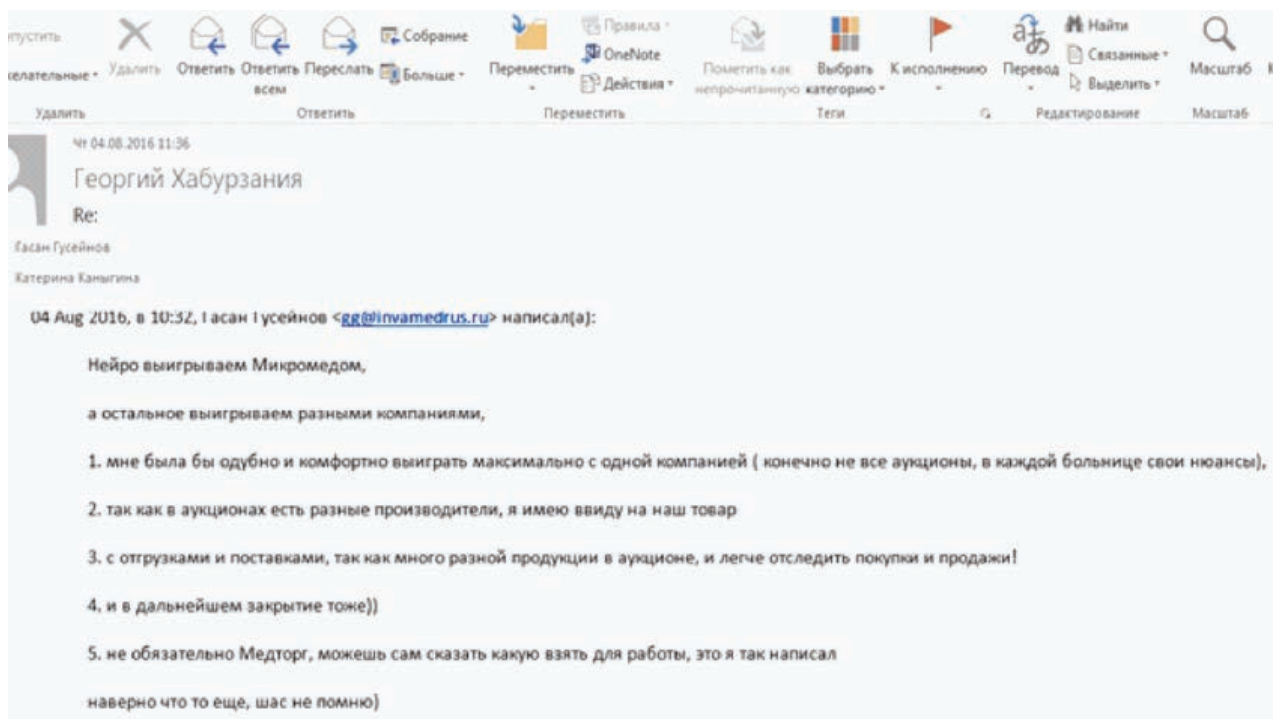 Удалить
Ответить
Ответить всем
Переслать
Собрание
Больше
Переместить
Правила
OneNote
Действия
Пометить как непрочитанную
Выбрать категорию
К исполнению
Перевод
Найти
Связанные
Выделить
Масштаб
Удалить
Ответить
Переместить
Теги
Редактирование
Масштаб
Чт 04.08.2016 11:36
Георгий Хабурзания
Re:
Гасан Гусейнов
Катерина Каныгина
04 Aug 2016, в 10:32, Гасан Гусейнов <gg@invamedrus.ru> написал(а):
Нейро выигрываем Микромедом,
а остальное выигрываем разными компаниями,
1. мне была бы одубно и комфортно выиграть максимально с одной компанией ( конечно не все аукционы, в каждой больнице свои нюансы),
2. так как в аукционах есть разные производители, я имею ввиду на наш товар
3. с отгрузками и поставками, так как много разной продукции в аукционе, и легче отследить покупки и продажи!
4. и в дальнейшем закрытие тоже))
5. не обязательно Медторг, можешь сам сказать какую взять для работы, это я так написал
наверно что то еще, шас не помню)